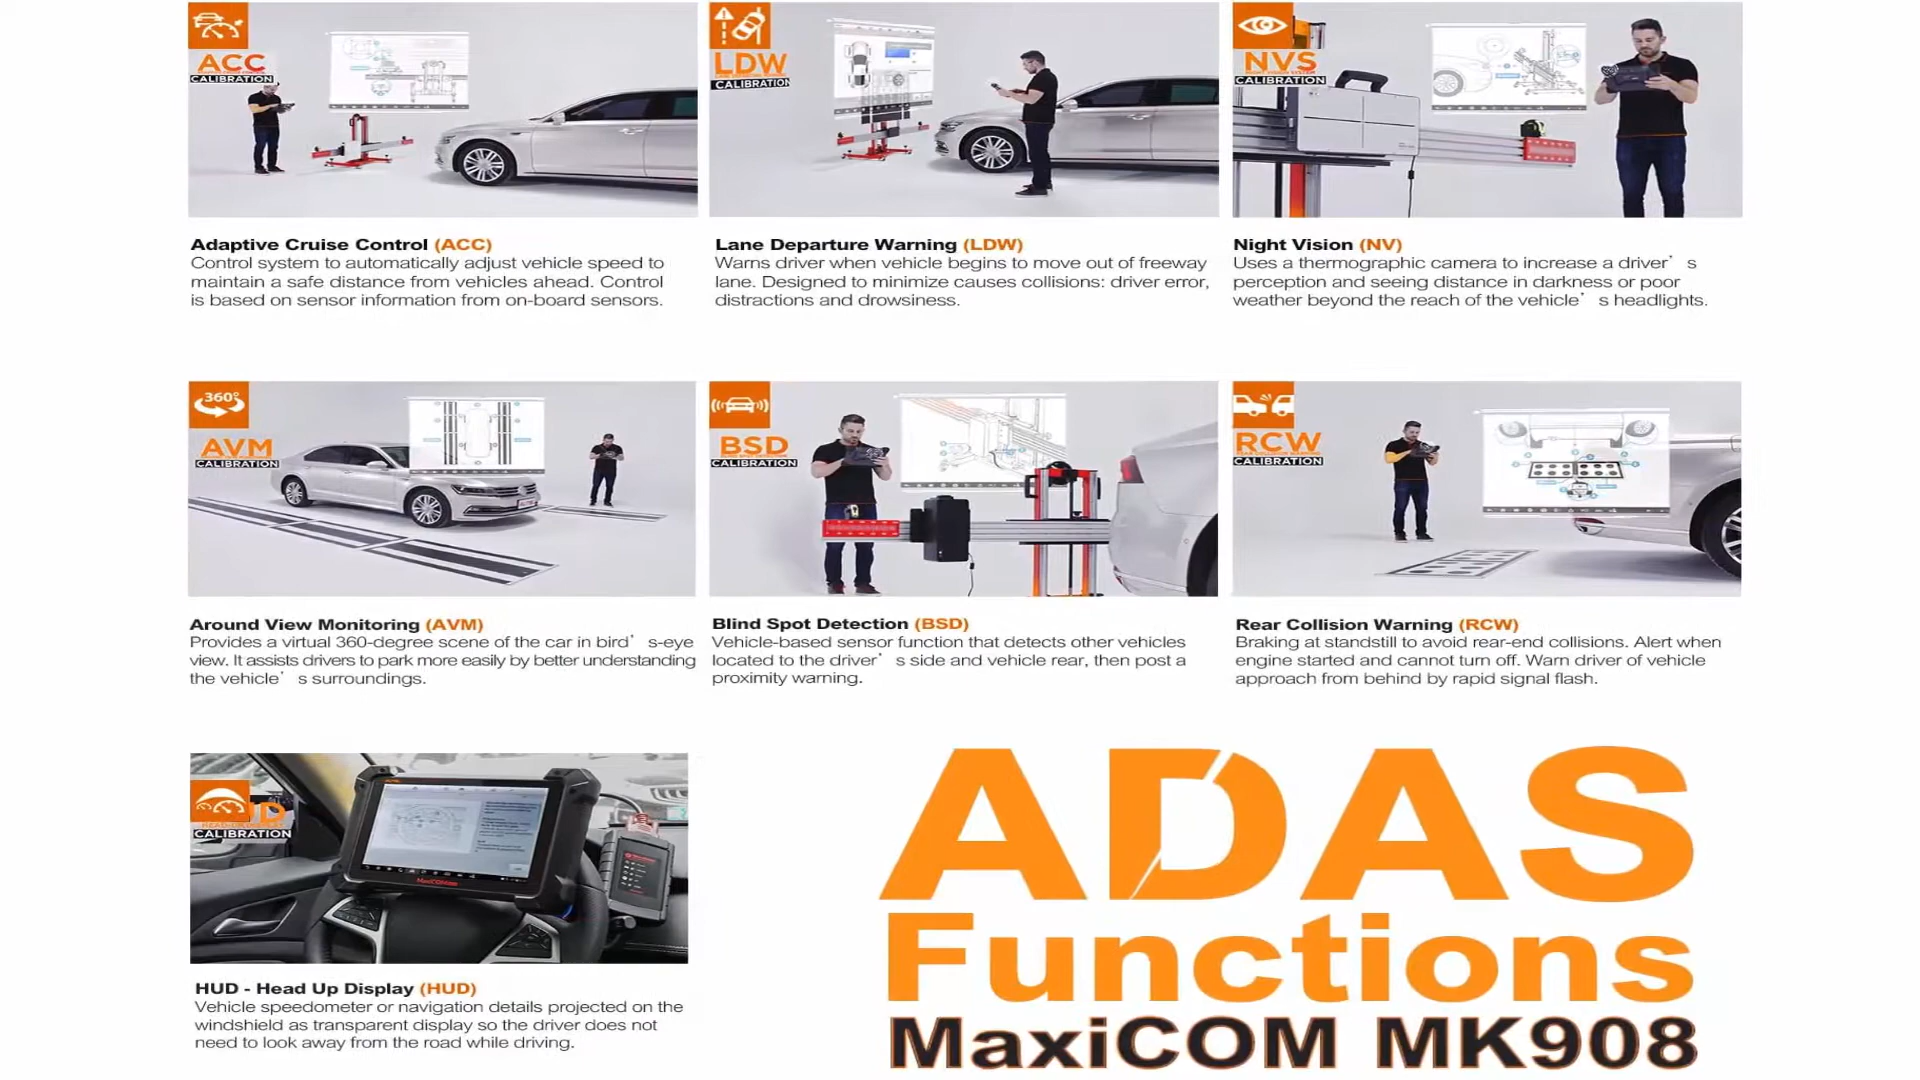 ACC
CALIBRATION
LDW
CALIBRATION
NVS
CALIBRATION
Adaptive Cruise Control (ACC)
Control system to automatically adjust vehicle speed to
maintain a safe distance from vehicles ahead. Control
is based on sensor information from on-board sensors.
Lane Departure Warning (LDW)
Warns driver when vehicle begins to move out of freeway
lane. Designed to minimize causes collisions: driver error,
distractions and drowsiness.
Night Vision (NV)
Uses a thermographic camera to increase a driver's
perception and seeing distance in darkness or poor
weather beyond the reach of the vehicle's headlights.
360°
AVM
CALIBRATION
BSD
CALIBRATION
RCW
CALIBRATION
Around View Monitoring (AVM)
Provides a virtual 360-degree scene of the car in bird's-eye
view. It assists drivers to park more easily by better understanding
the vehicle's surroundings.
Blind Spot Detection (BSD)
Vehicle-based sensor function that detects other vehicles
located to the driver's side and vehicle rear, then post a
proximity warning.
Rear Collision Warning (RCW)
Braking at standstill to avoid rear-end collisions. Alert when
engine started and cannot turn off. Warn driver of vehicle
approach from behind by rapid signal flash.
CALIBRATION
MaxiCOM
HUD - Head Up Display (HUD)
Vehicle speedometer or navigation details projected on the
windshield as transparent display so the driver does not
need to look away from the road while driving.
ADAS
Functions
MaxiCOM MK908